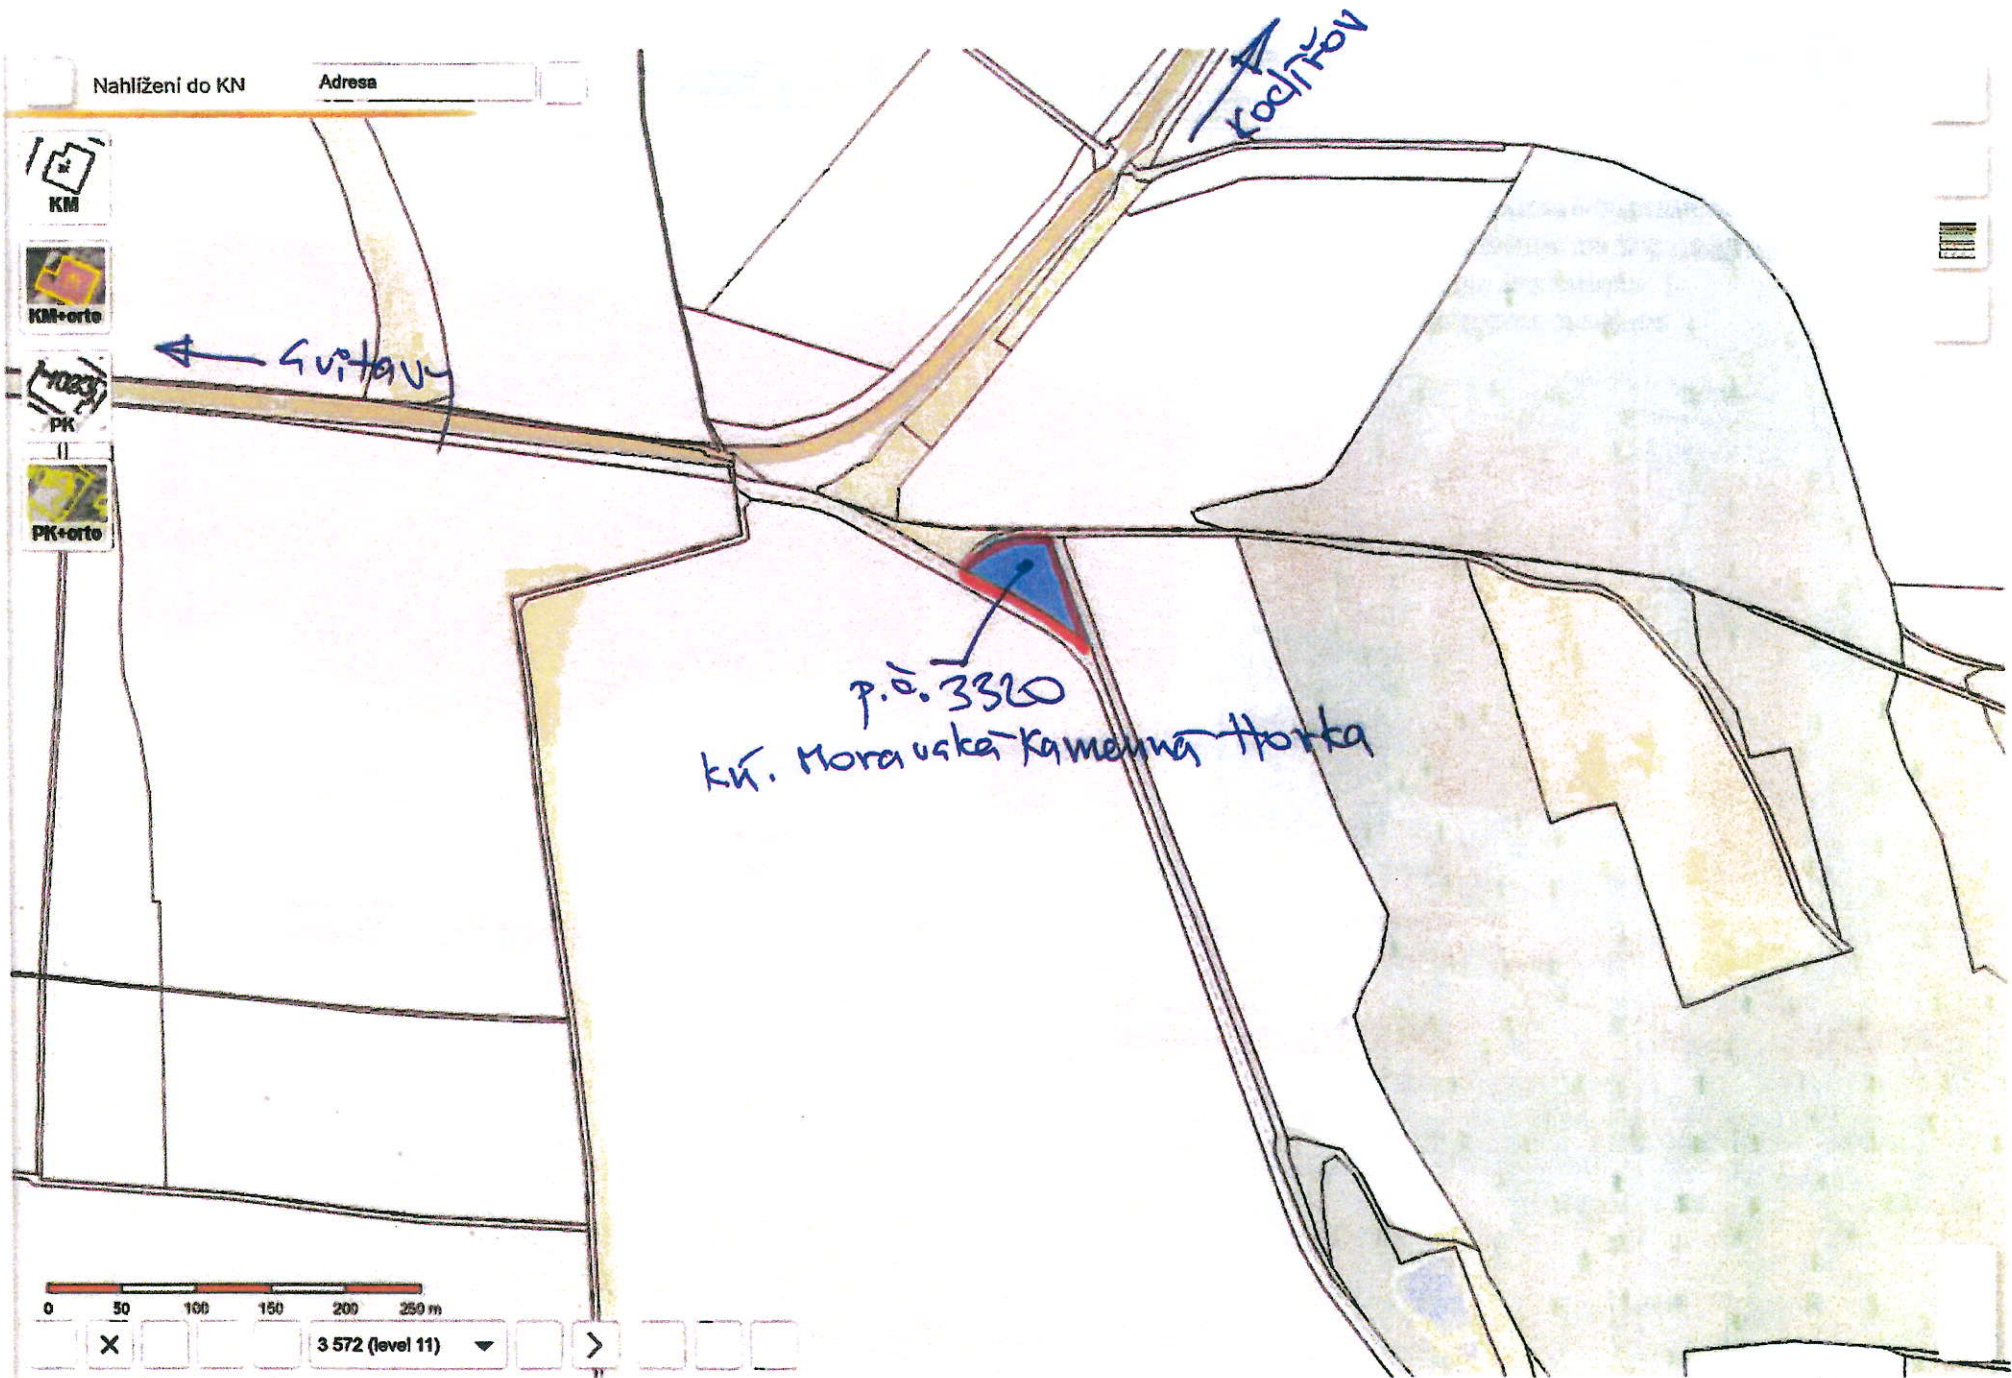 Kodířov
Nahlížení do KN
Adresa
KM
KM+orto
Svitavy
PK
PK+orto
p.č. 3320
k.ú. Moravská Kamenná Horka
0 50 100 150 200 250 m
3 572 (level 11)